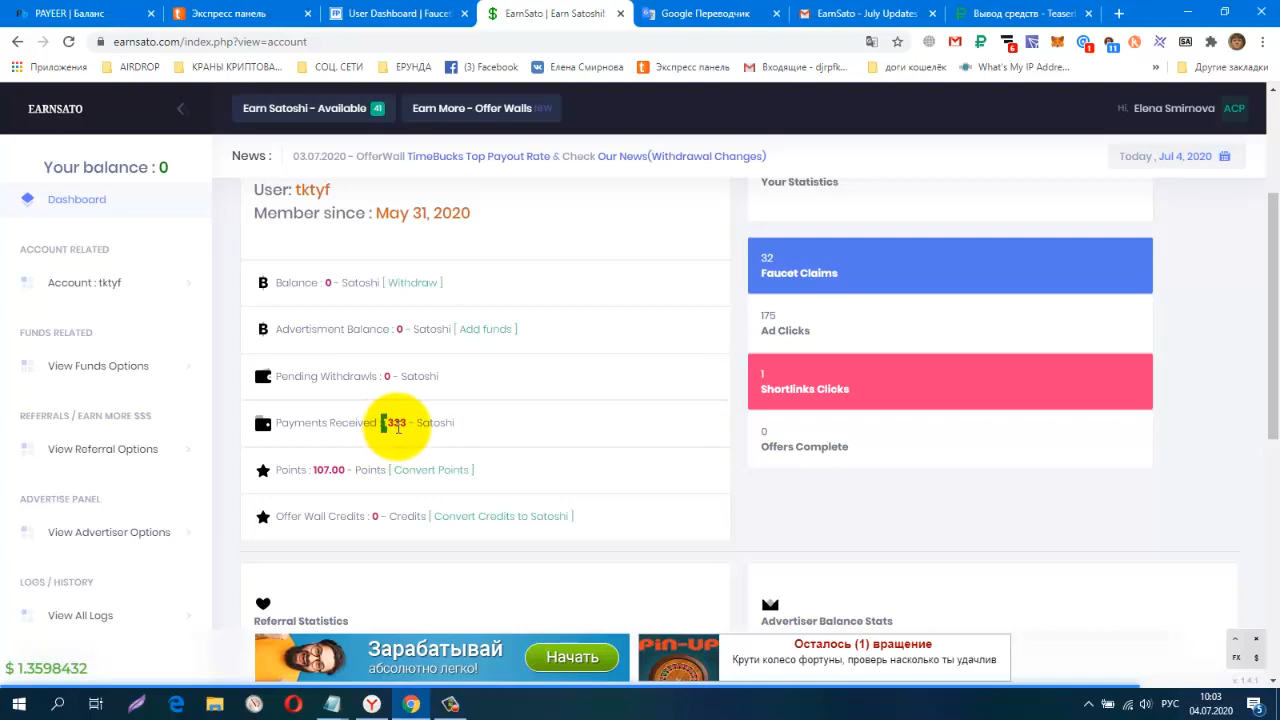 PAYEER | Баланс
Экспресс панель
User Dashboard | Faucet
EarnSato | Earn Satoshi!
Google Переводчик
EarnSato - July Updates
Вывод средств - Teaser
earnsato.com/index.php?view=account
Приложения
AIRDROP
КРАНЫ КРИПТОВА...
СОЦ. СЕТИ
ЕРУНДА
(3) Facebook
Елена Смирнова
Экспресс панель
Входящие - djrpfk...
доги кошелёк
What's My IP Addre...
»
Другие закладки
6
1
11
SA
EARNSATO
Earn Satoshi - Available 41
Earn More - Offer Walls NEW
Hi, Elena Smirnova ACP
Your balance : 0
News :
03.07.2020 - OfferWall TimeBucks Top Payout Rate & Check Our News(Withdrawal Changes)
Today , Jul 4, 2020
Dashboard
ACCOUNT RELATED
Account : tktyf
FUNDS RELATED
View Funds Options
REFERRALS / EARN MORE $$$
View Referral Options
ADVERTISE PANEL
View Advertiser Options
LOGS / HISTORY
View All Logs
$ 1.3598432
User: tktyf
Member since : May 31, 2020
Balance : 0 - Satoshi [ Withdraw ]
Advertisment Balance : 0 - Satoshi [ Add funds ]
Pending Withdrawls : 0 - Satoshi
Payments Received : 1333 - Satoshi
Points : 107.00 - Points [ Convert Points ]
Offer Wall Credits : 0 - Credits [ Convert Credits to Satoshi ]
Your Statistics
32
Faucet Claims
175
Ad Clicks
1
Shortlinks Clicks
0
Offers Complete
Referral Statistics
Advertiser Balance Stats
Зарабатывай
абсолютно легко!
Начать
PIN-UP
Осталось (1) вращение
Крути колесо фортуны, проверь насколько ты удачлив
FX
$
v. 1.4.1
РУС
10:03
04.07.2020
5